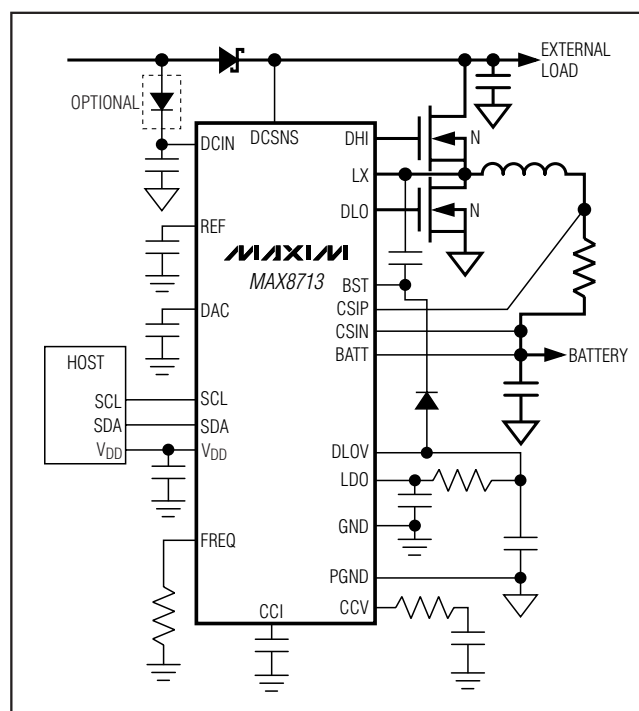 EXTERNAL
LOAD
OPTIONAL
DCIN
DCSNS
DHI
N
LX
DLO
N
REF
MAXIM
MAX8713
BST
CSIP
DAC
CSIN
BATT
BATTERY
HOST
SCL
SCL
SDA
SDA
VDD
VDD
DLOV
LDO
GND
FREQ
PGND
CCI
CCV